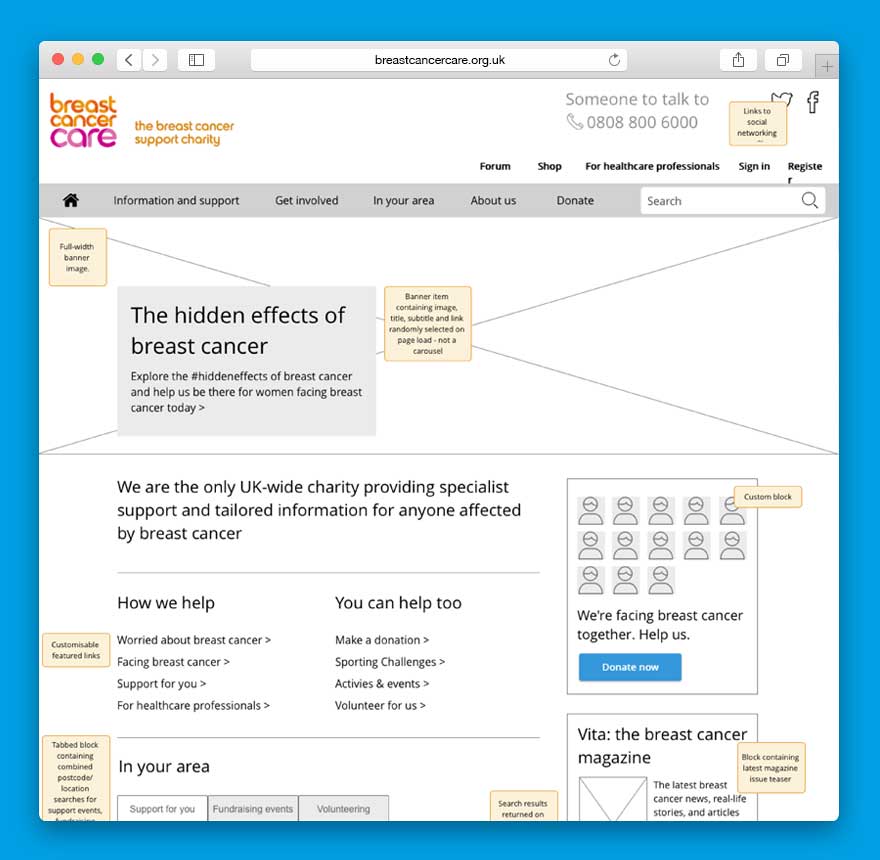 breastcancercare.org.uk
breast
cancer
care
the breast cancer
support charity
Someone to talk to
0808 800 6000
Links to
social
networking
Forum
Shop
For healthcare professionals
Sign in
Registe
r
Information and support
Get involved
In your area
About us
Donate
Search
Full-width
banner
image.
The hidden effects of
breast cancer
Explore the #hiddeneffects of breast cancer
and help us be there for women facing breast
cancer today >
Banner item
containing image,
title, subtitle and link
randomly selected on
page load - not a
carousel
We are the only UK-wide charity providing specialist
support and tailored information for anyone affected
by breast cancer
Custom block
We're facing breast cancer
together. Help us.
Donate now
How we help
Worried about breast cancer >
Facing breast cancer >
Support for you >
For healthcare professionals >
You can help too
Make a donation >
Sporting Challenges >
Activies & events >
Volunteer for us >
Customisable
featured links
Tabbed block
containing
combined
postcode/
location
searches for
support events,
fundraising
In your area
Support for you
Fundraising events
Volunteering
Search results
returned on
Vita: the breast cancer
magazine
The latest breast
cancer news, real-life
stories, and articles
Block containing
latest magazine
issue teaser